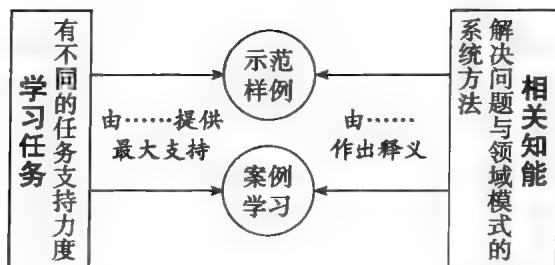 学习任务
有不同的任务支持力度
示范
样例
由……提供
最大支持
由……
作出释义
案例
学习
解决问题与领域模式的
系统方法
相关知能